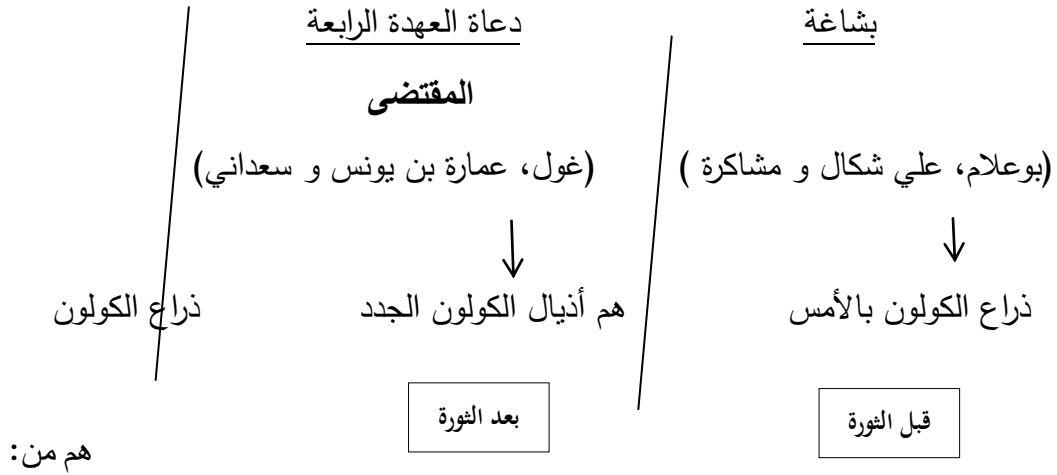 بشاغة دعاة العهدة الرابعة
المقتضى
(بوعلام، علي شكال و مشاكرة ) (غول، عمارة بن يونس و سعداني)
ذراع الكولون بالأمس هم أذيال الكولون الجدد ذراع الكولون
قبل الثورة بعد الثورة
هم من: